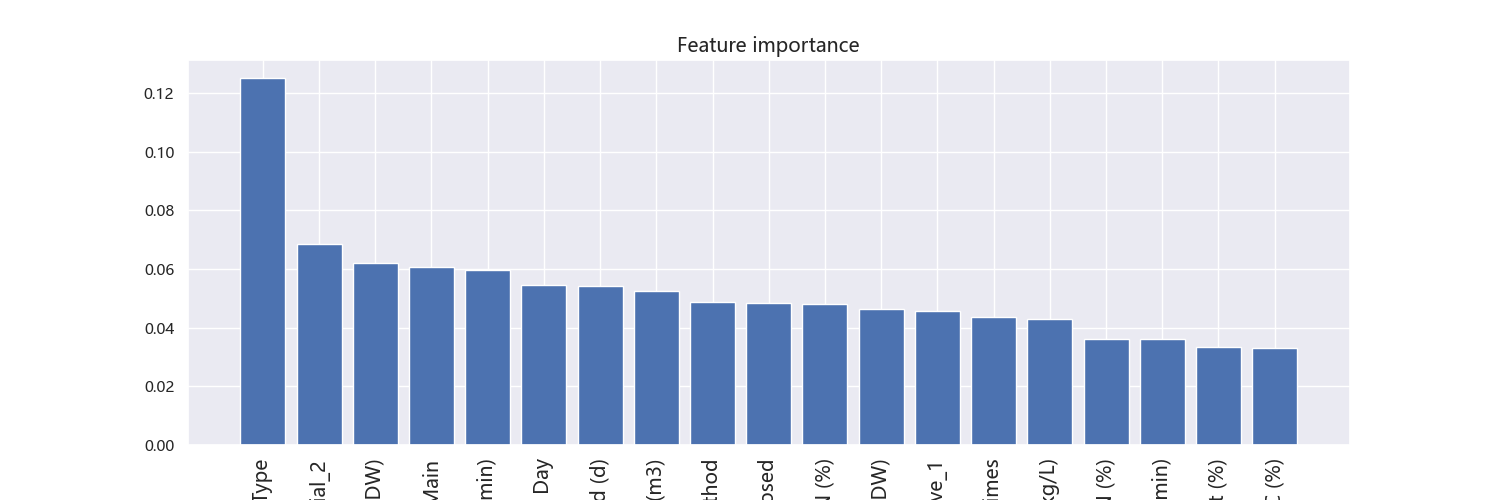 Feature importance
0.12
0.10
0.08
0.06
0.04
0.02
0.00
Type
ial_2
DW)
Main
min)
Day
d (d)
(m3)
thod
osed
N (%)
DW)
ve_1
imes
kg/L)
N (%)
min)
t (%)
C (%)